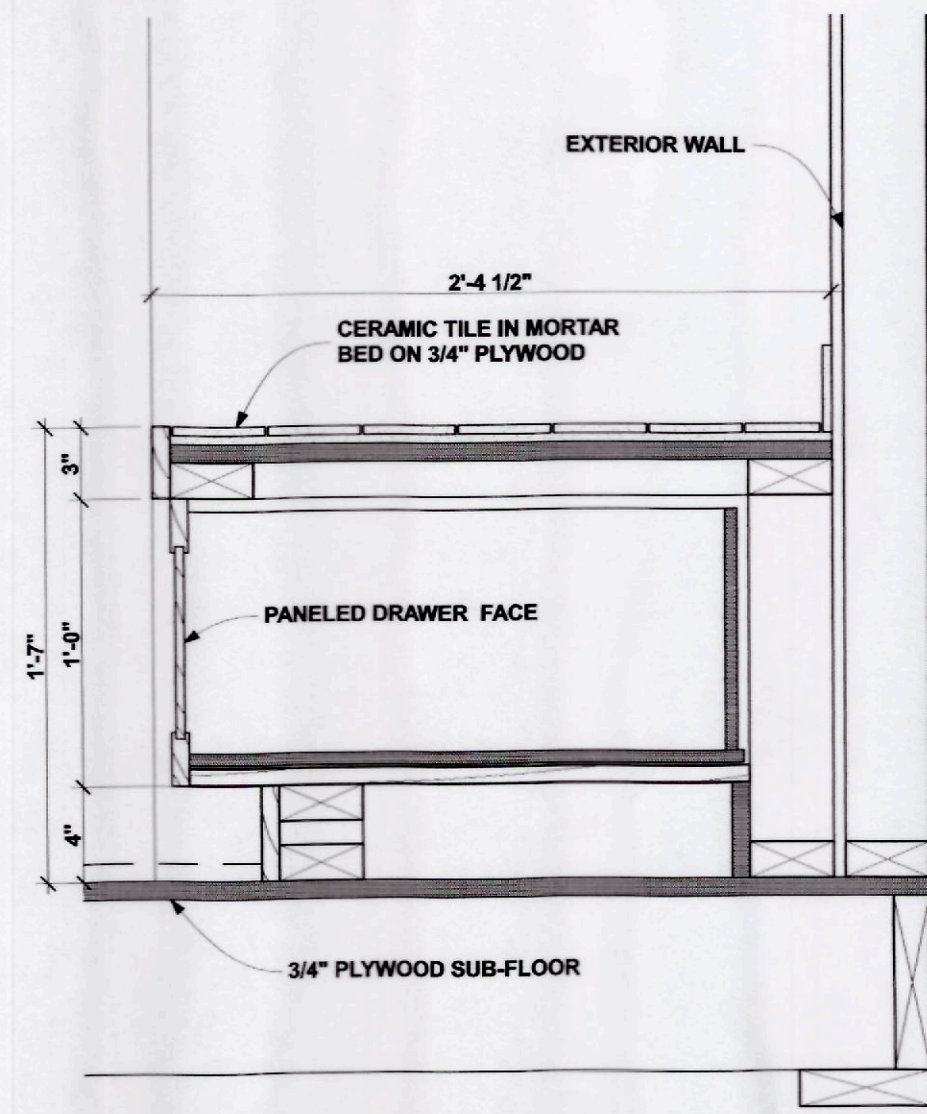 EXTERIOR WALL
2'-4 1/2"
CERAMIC TILE IN MORTAR
BED ON 3/4" PLYWOOD
3"
PANELED DRAWER FACE
1'-7"
1'-0"
4"
3/4" PLYWOOD SUB-FLOOR